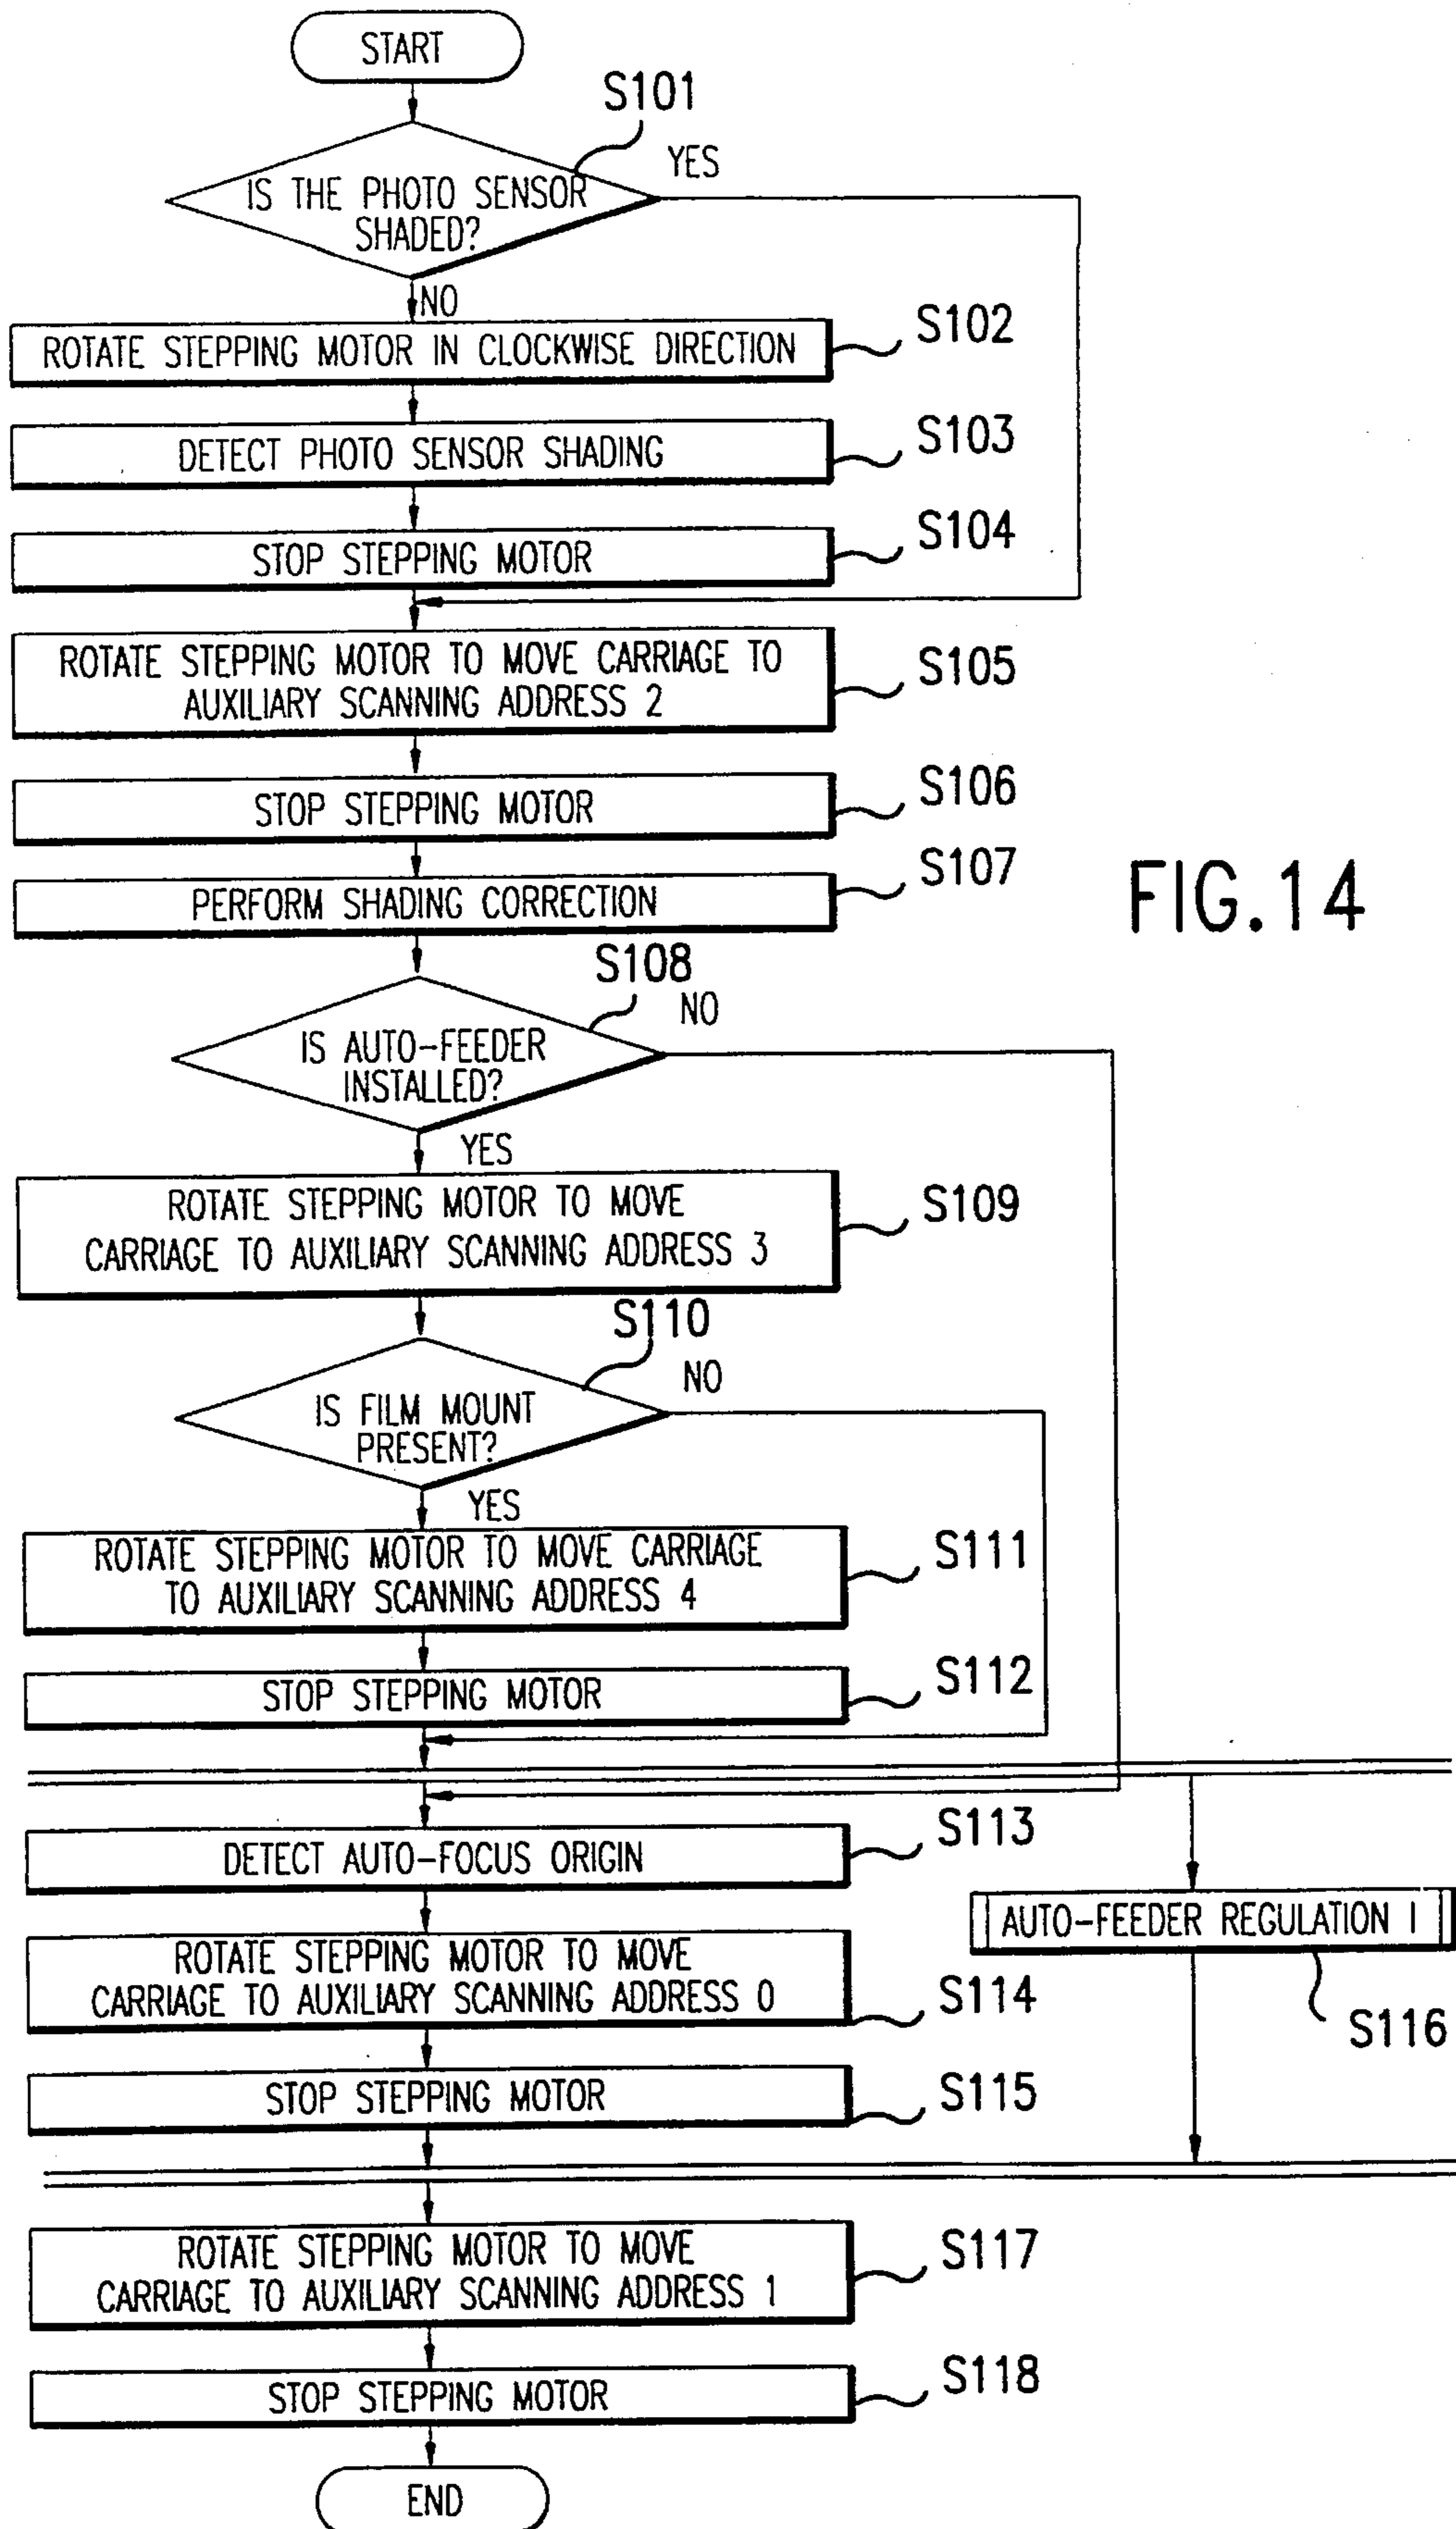 START
S101
YES
IS THE PHOTO SENSOR
SHADED?
NO
ROTATE STEPPING MOTOR IN CLOCKWISE DIRECTION
S102
DETECT PHOTO SENSOR SHADING
S103
STOP STEPPING MOTOR
S104
ROTATE STEPPING MOTOR TO MOVE CARRIAGE TO
AUXILIARY SCANNING ADDRESS 2
S105
STOP STEPPING MOTOR
S106
PERFORM SHADING CORRECTION
S107
FIG.14
S108
NO
IS AUTO-FEEDER
INSTALLED?
YES
ROTATE STEPPING MOTOR TO MOVE
CARRIAGE TO AUXILIARY SCANNING ADDRESS 3
S109
S110
NO
IS FILM MOUNT
PRESENT?
YES
ROTATE STEPPING MOTOR TO MOVE CARRIAGE
TO AUXILIARY SCANNING ADDRESS 4
S111
STOP STEPPING MOTOR
S112
DETECT AUTO-FOCUS ORIGIN
S113
AUTO-FEEDER REGULATION I
S116
ROTATE STEPPING MOTOR TO MOVE
CARRIAGE TO AUXILIARY SCANNING ADDRESS 0
S114
STOP STEPPING MOTOR
S115
ROTATE STEPPING MOTOR TO MOVE
CARRIAGE TO AUXILIARY SCANNING ADDRESS 1
S117
STOP STEPPING MOTOR
S118
END